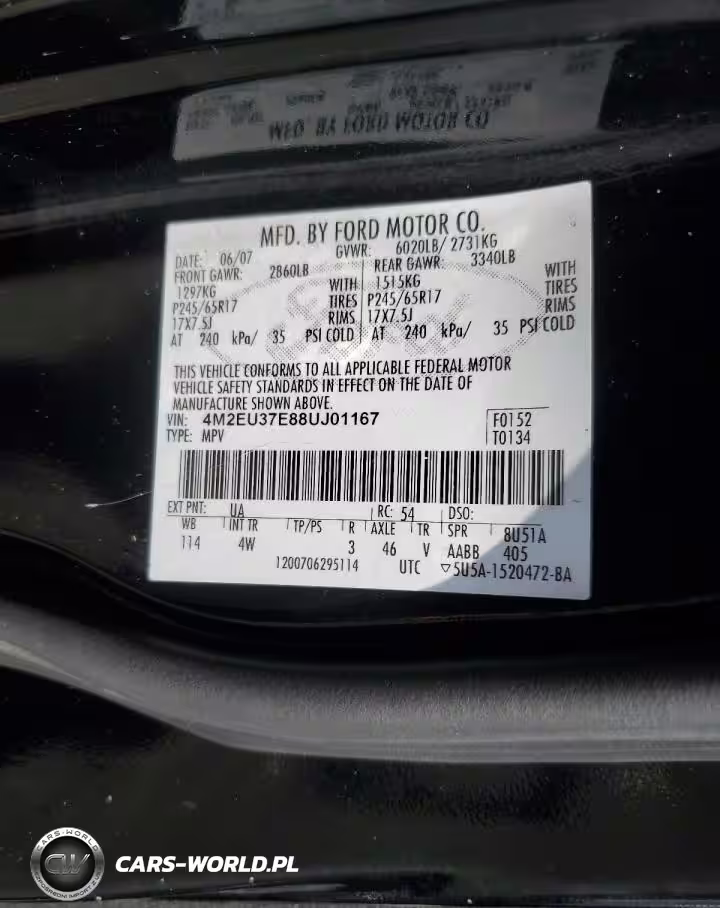 MFD. BY FORD MOTOR CO.
DATE: 06/07 GVWR: 6020LB/ 2731KG
FRONT GAWR: 2860LB REAR GAWR: 3340LB
1297KG WITH 1515KG WITH
P245/65R17 TIRES P245/65R17 TIRES
17X7.5J RIMS 17X7.5J RIMS
AT 240 kPa/ 35 PSI COLD AT 240 kPa/ 35 PSI COLD
THIS VEHICLE CONFORMS TO ALL APPLICABLE FEDERAL MOTOR
VEHICLE SAFETY STANDARDS IN EFFECT ON THE DATE OF
MANUFACTURE SHOWN ABOVE.
VIN: 4M2EU37E88UJ01167 F0152
TYPE: MPV T0134
EXT PNT: UA RC: 54 DSO:
WB INT TR TP/PS R AXLE TR SPR 8U51A
114 4W 3 46 V AABB 405
1200706295114 UTC ▽5U5A-1520472-BA
CARS-WORLD
CW
CARS-WORLD.PL